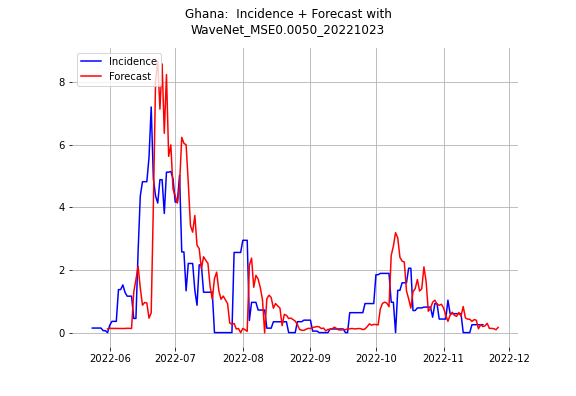 Ghana:  Incidence + Forecast with
WaveNet_MSE0.0050_20221023
Incidence
Forecast
8
6
4
2
0
2022-06 2022-07 2022-08 2022-09 2022-10 2022-11 2022-12